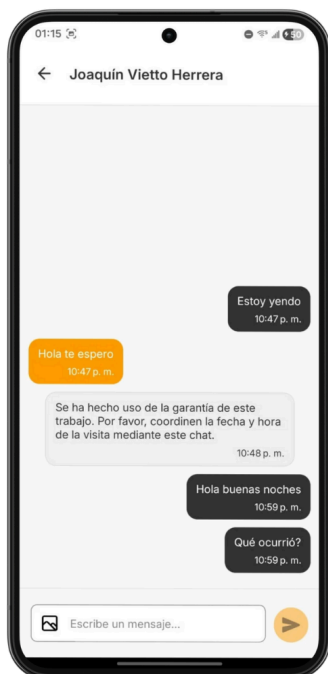 01:15
50
Joaquín Vietto Herrera
Estoy yendo
10:47 p. m.
Hola te espero
10:47 p. m.
Se ha hecho uso de la garantía de este
trabajo. Por favor, coordinen la fecha y hora
de la visita mediante este chat.
10:48 p. m.
Hola buenas noches
10:59 p. m.
Qué ocurrió?
10:59 p. m.
Escribe un mensaje...